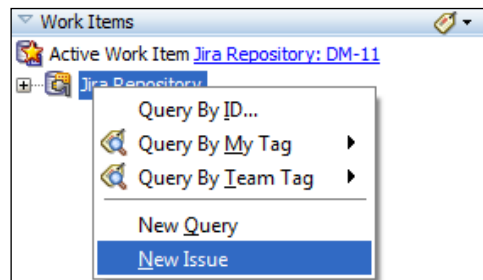 Work Items
Active Work Item Jira Repository: DM-11
Jira Repository
Query By ID...
Query By My Tag
Query By Team Tag
New Query
New Issue